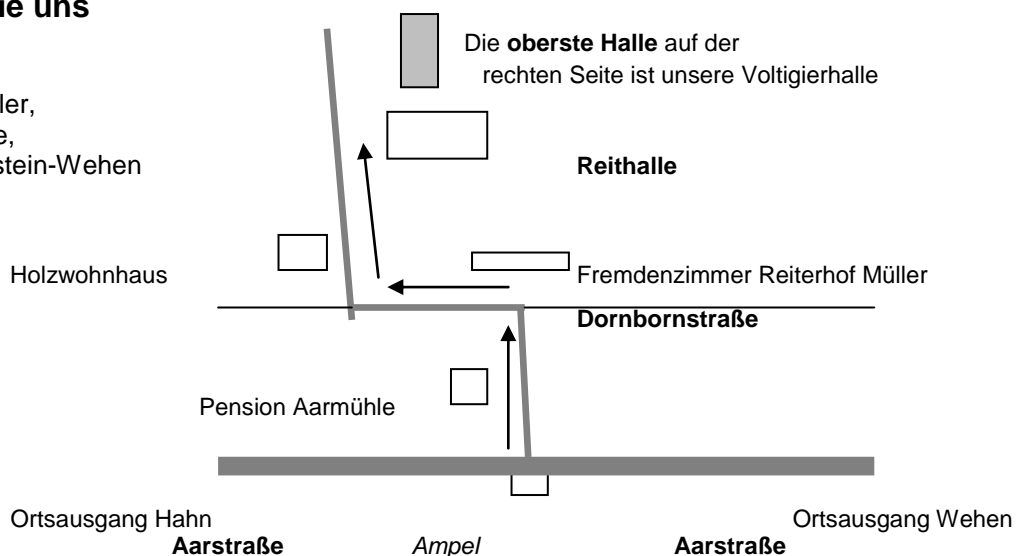 ie uns
Die oberste Halle auf der
rechten Seite ist unsere Voltigierhalle
ler,
e,
stein-Wehen
Reithalle
Holzwohnhaus
Fremdenzimmer Reiterhof Müller
Dornbornstraße
Pension Aarmühle
Ortsausgang Hahn
Ortsausgang Wehen
Aarstraße Ampel Aarstraße